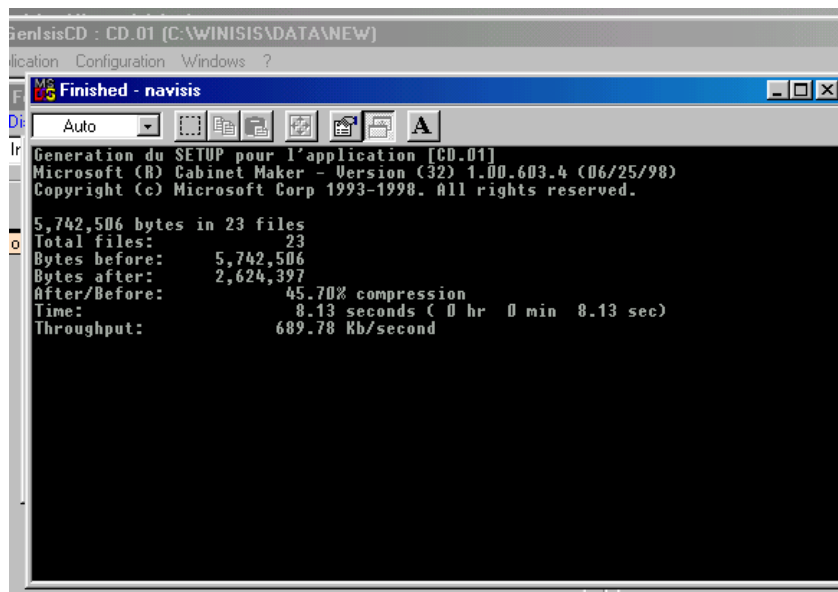 GenIsisCD : CD.01 (C:\WINISIS\DATA\NEW)
Configuration Windows ?
Finished - navisis
Auto A
Generation du SETUP pour l'application [CD.01]
Microsoft (R) Cabinet Maker - Version (32) 1.00.603.4 (06/25/98)
Copyright (c) Microsoft Corp 1993-1998. All rights reserved.
5,742,506 bytes in 23 files
Total files: 23
Bytes before: 5,742,506
Bytes after: 2,624,397
After/Before: 45.70% compression
Time: 8.13 seconds ( 0 hr 0 min 8.13 sec)
Throughput: 689.78 Kb/second